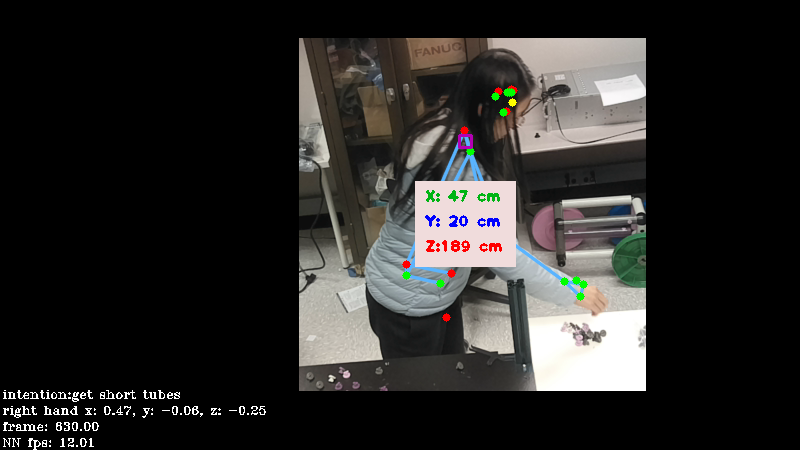 FANUC
X: 47 cm
Y: 20 cm
Z:189 cm
intention:get short tubes
right hand x: 0.47, y: -0.06, z: -0.25
frame: 630.00
NN fps: 12.01